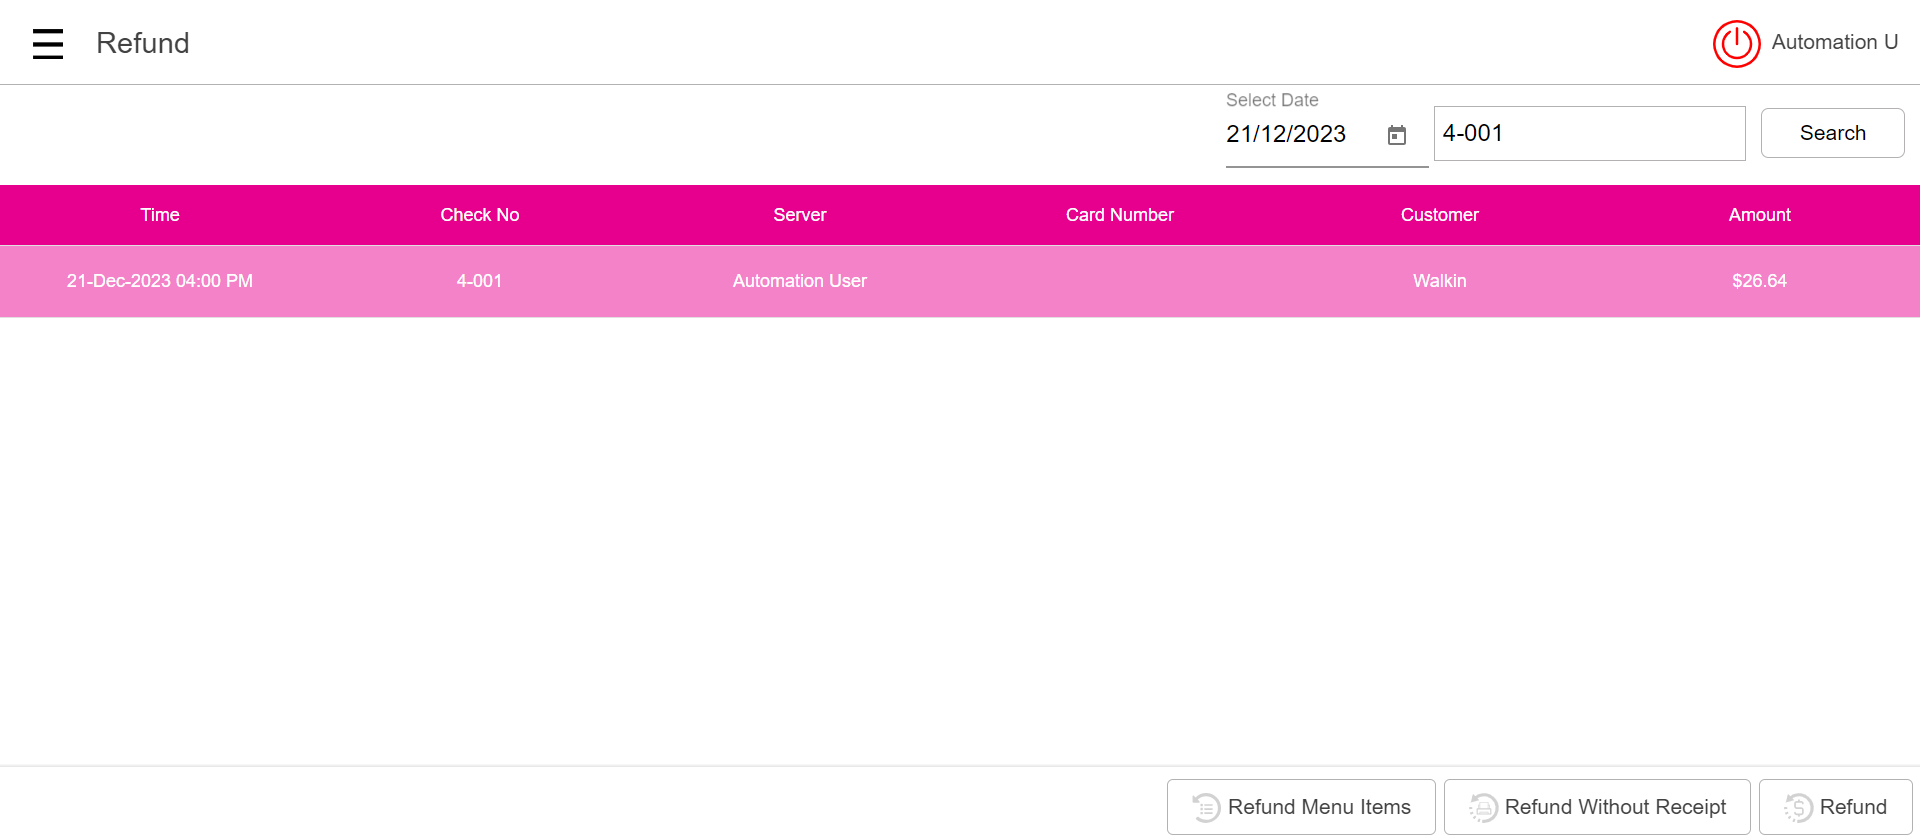 Refund
Automation U
Select Date
21/12/2023
4-001
Search
Time Check No Server Card Number Customer Amount
21-Dec-2023 04:00 PM 4-001 Automation User Walkin $26.64
Refund Menu Items Refund Without Receipt Refund